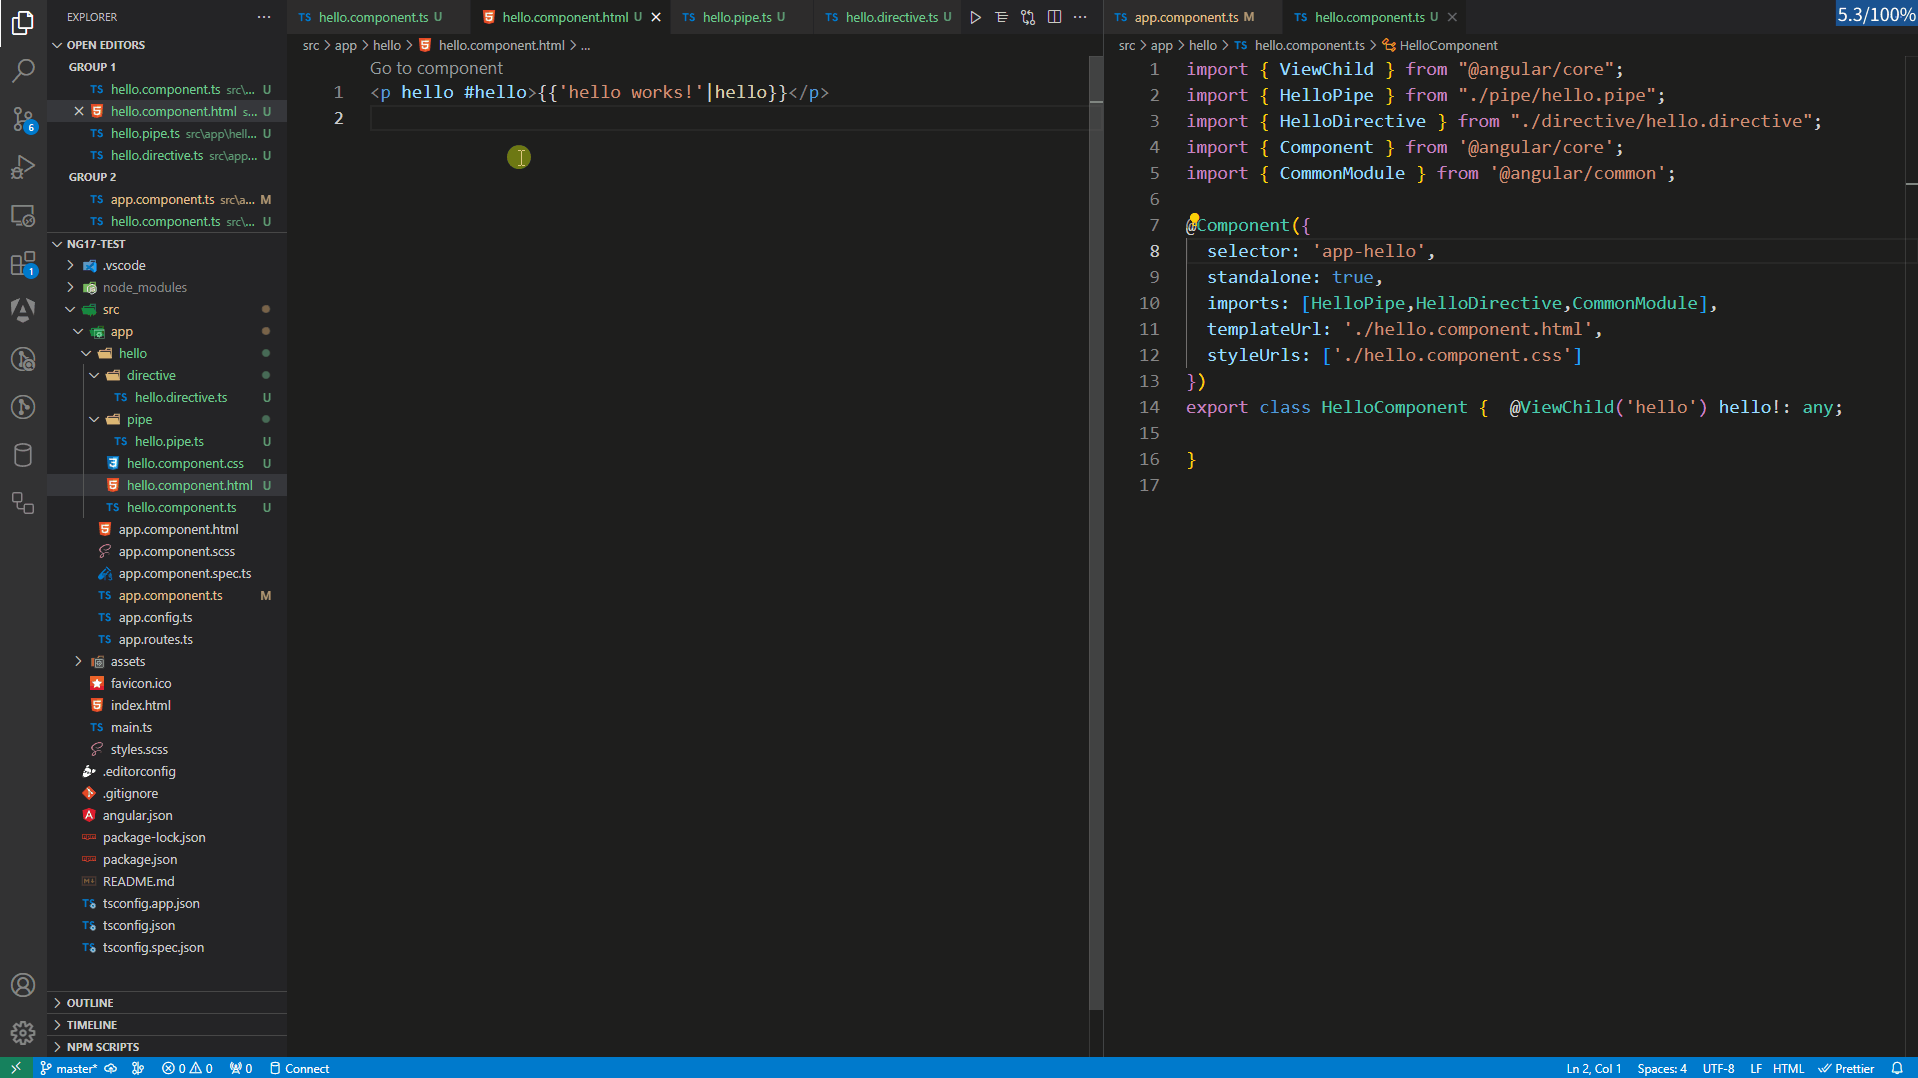 EXPLORER
OPEN EDITORS
GROUP 1
TS hello.component.ts src\... U
hello.component.html s... U
TS hello.pipe.ts src\app\hell... U
TS hello.directive.ts src\app... U
GROUP 2
TS app.component.ts src\a... M
TS hello.component.ts src\... U
NG17-TEST
.vscode
node_modules
src
app
hello
directive
TS hello.directive.ts U
pipe
TS hello.pipe.ts U
hello.component.css U
hello.component.html U
TS hello.component.ts U
app.component.html
app.component.scss
app.component.spec.ts
TS app.component.ts M
TS app.config.ts
TS app.routes.ts
assets
favicon.ico
index.html
TS main.ts
styles.scss
.editorconfig
.gitignore
angular.json
package-lock.json
package.json
README.md
tsconfig.app.json
tsconfig.json
tsconfig.spec.json
OUTLINE
TIMELINE
NPM SCRIPTS
6
1
TS hello.component.ts U
hello.component.html U
TS hello.pipe.ts U
TS hello.directive.ts U
src > app > hello > hello.component.html > ...
Go to component
1 <p hello #hello>{{'hello works!'|hello}}</p>
2
TS app.component.ts M
TS hello.component.ts U
5.3/100%
src > app > hello > TS hello.component.ts > HelloComponent
1 import { ViewChild } from "@angular/core";
2 import { HelloPipe } from "./pipe/hello.pipe";
3 import { HelloDirective } from "./directive/hello.directive";
4 import { Component } from '@angular/core';
5 import { CommonModule } from '@angular/common';
6
7 @Component({
8 selector: 'app-hello',
9 standalone: true,
10 imports: [HelloPipe,HelloDirective,CommonModule],
11 templateUrl: './hello.component.html',
12 styleUrls: ['./hello.component.css']
13 })
14 export class HelloComponent {  @ViewChild('hello') hello!: any;
15
16 }
17
master* 0 0 0 Connect
Ln 2, Col 1 Spaces: 4 UTF-8 LF HTML Prettier